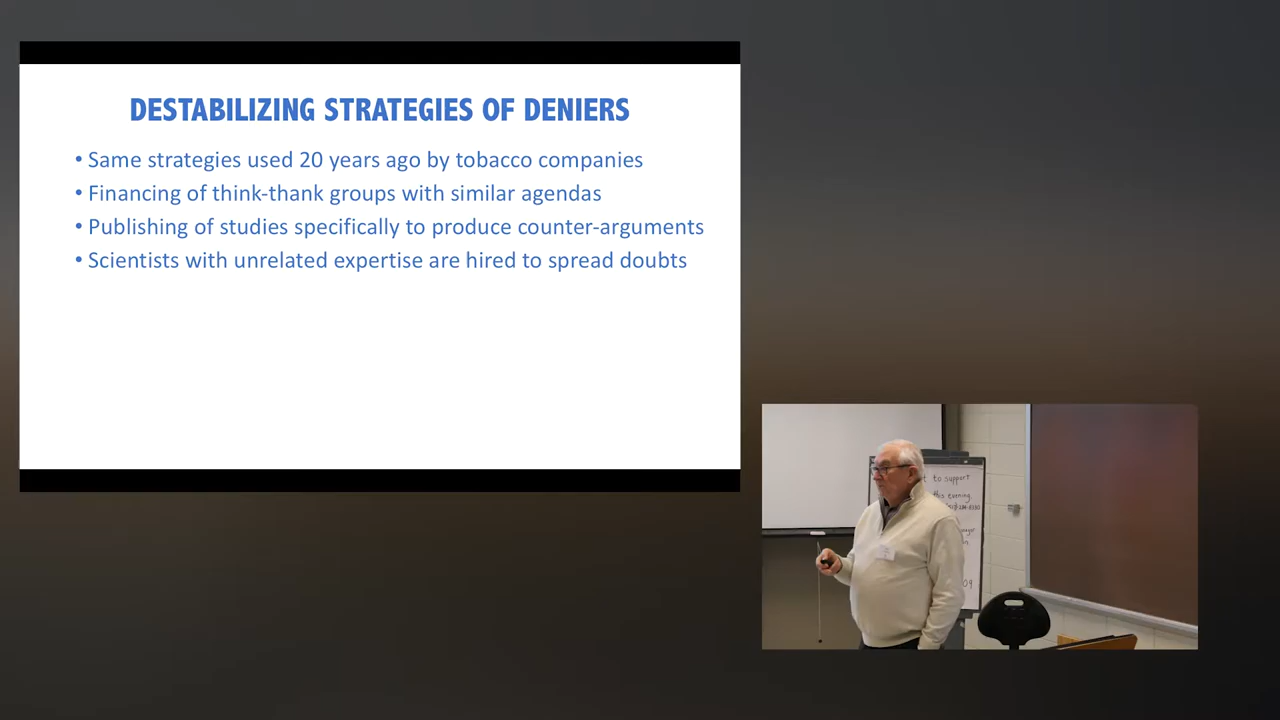 DESTABILIZING STRATEGIES OF DENIERS
• Same strategies used 20 years ago by tobacco companies
• Financing of think-thank groups with similar agendas
• Publishing of studies specifically to produce counter-arguments
• Scientists with unrelated expertise are hired to spread doubts
to support
this evening,
09